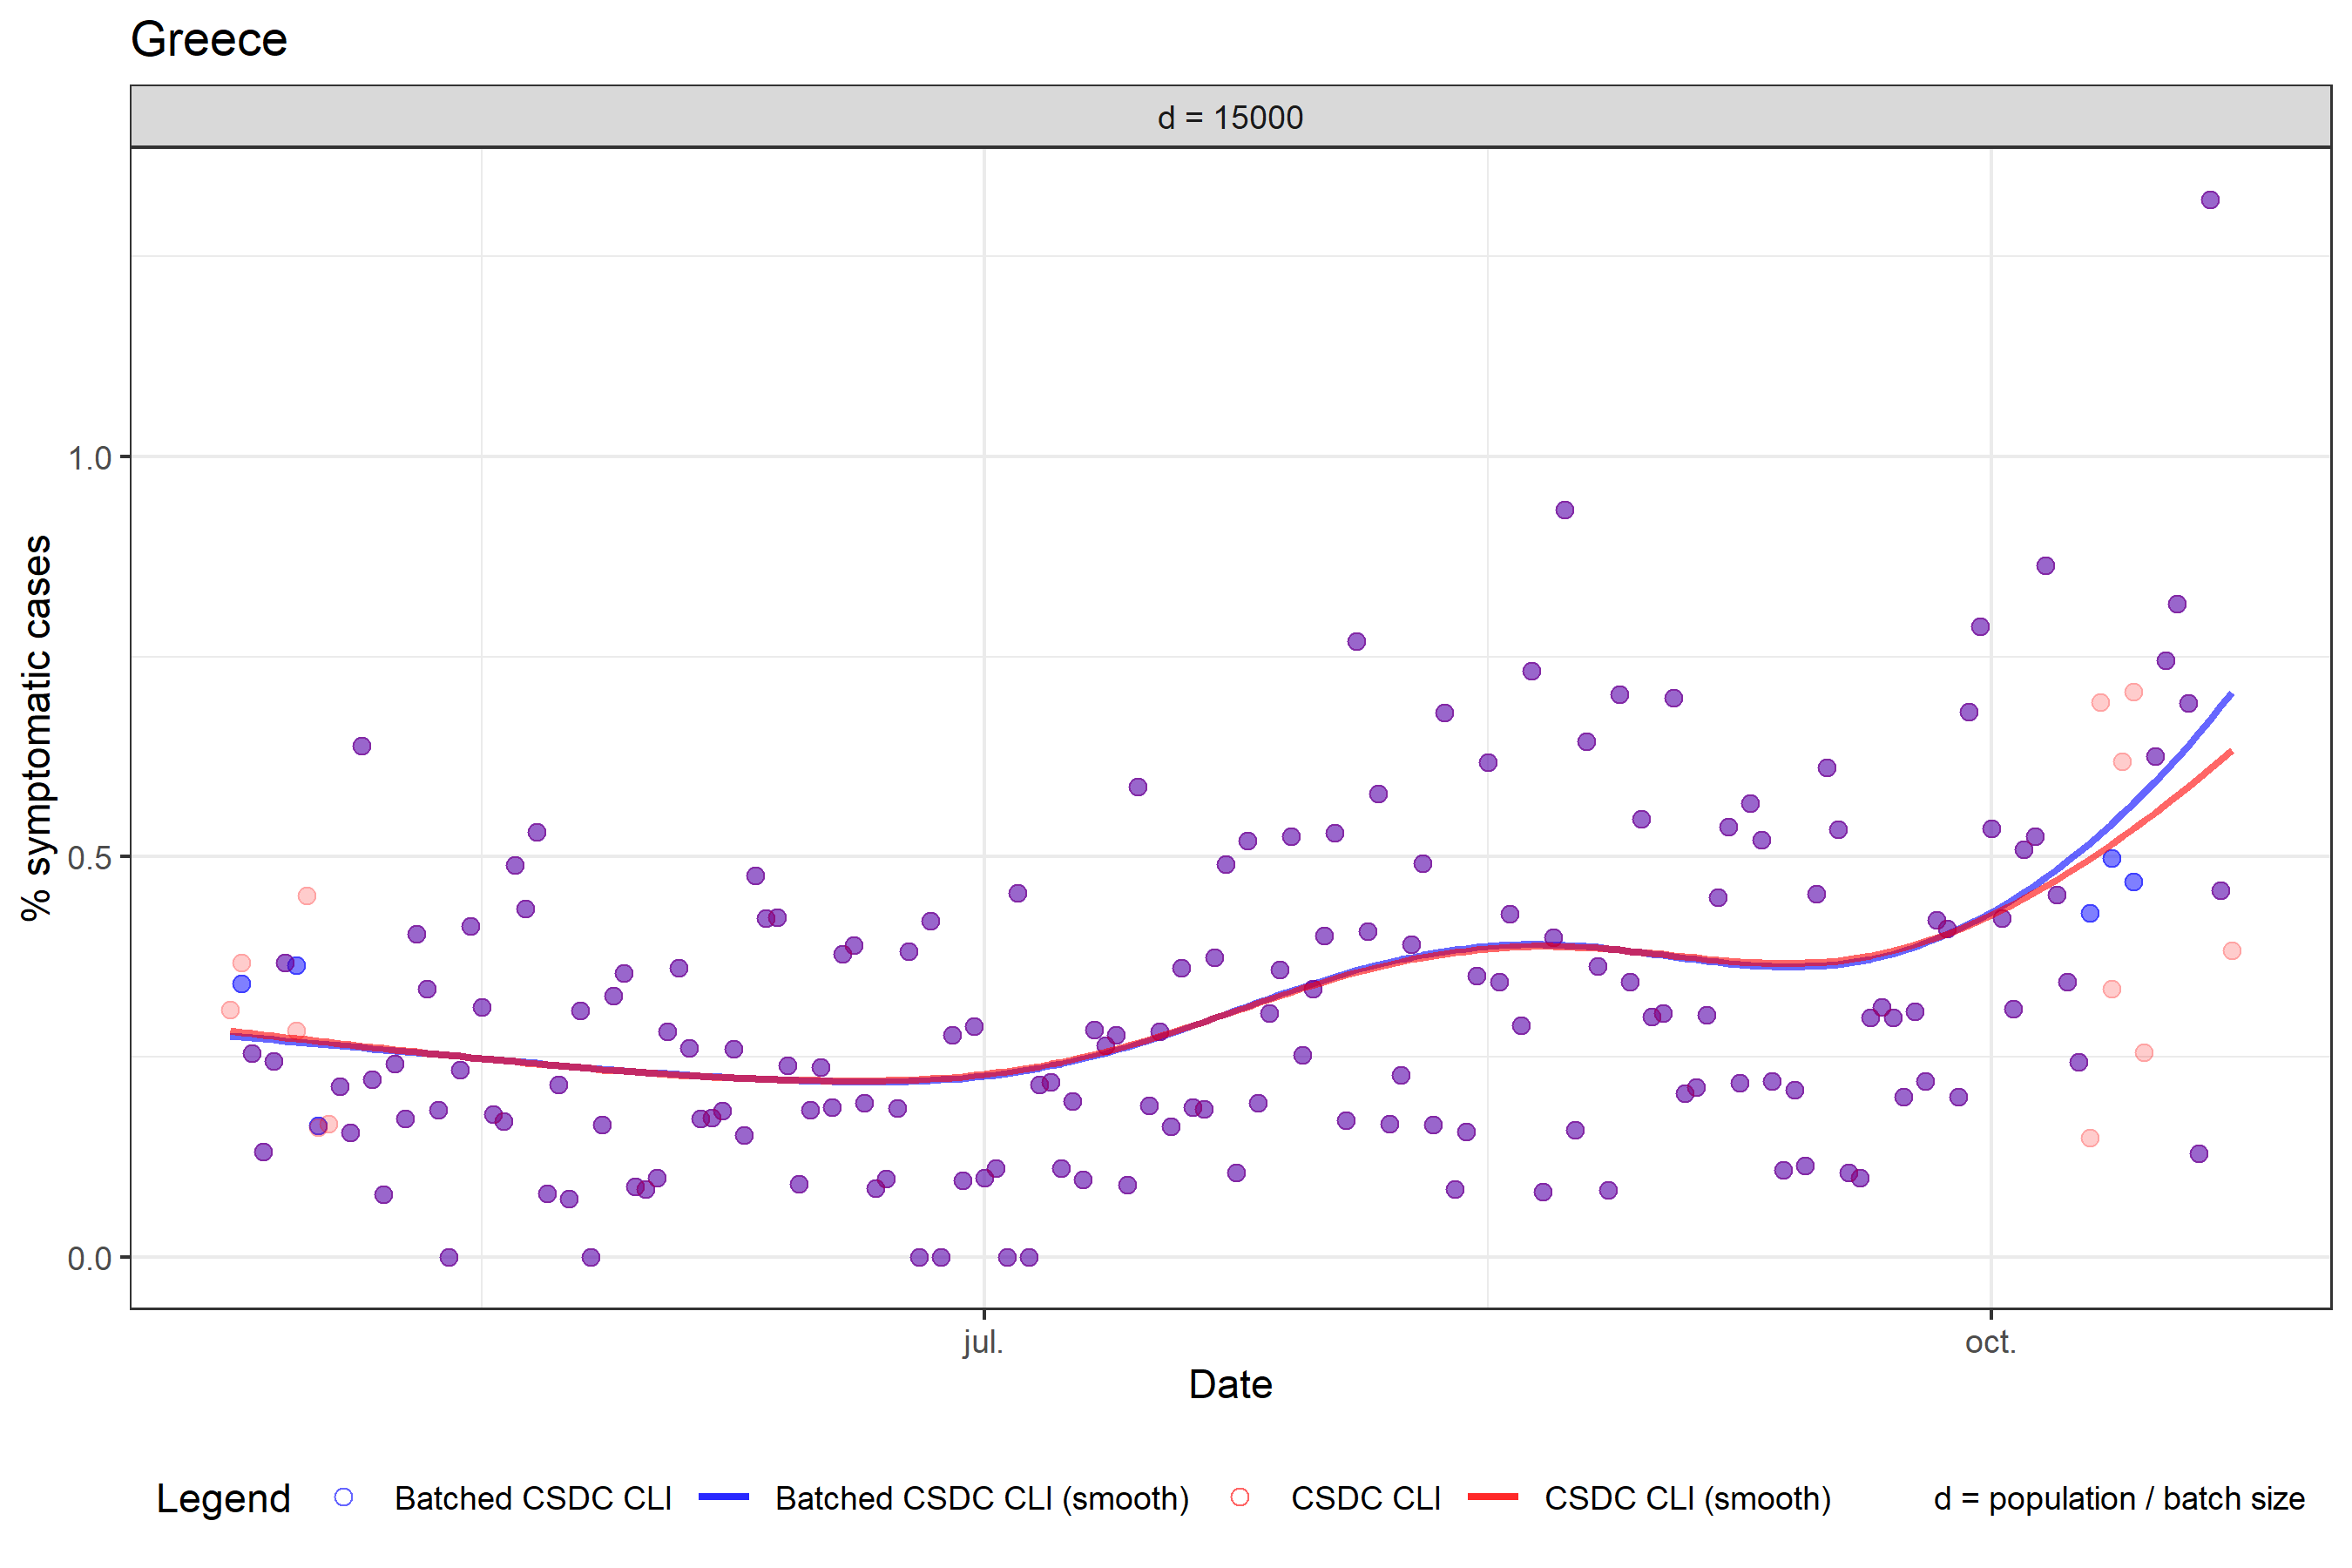 Greece
d = 15000
% symptomatic cases
1.0
0.5
0.0
jul.
oct.
Date
Legend
Batched CSDC CLI
Batched CSDC CLI (smooth)
CSDC CLI
CSDC CLI (smooth)
d = population / batch size